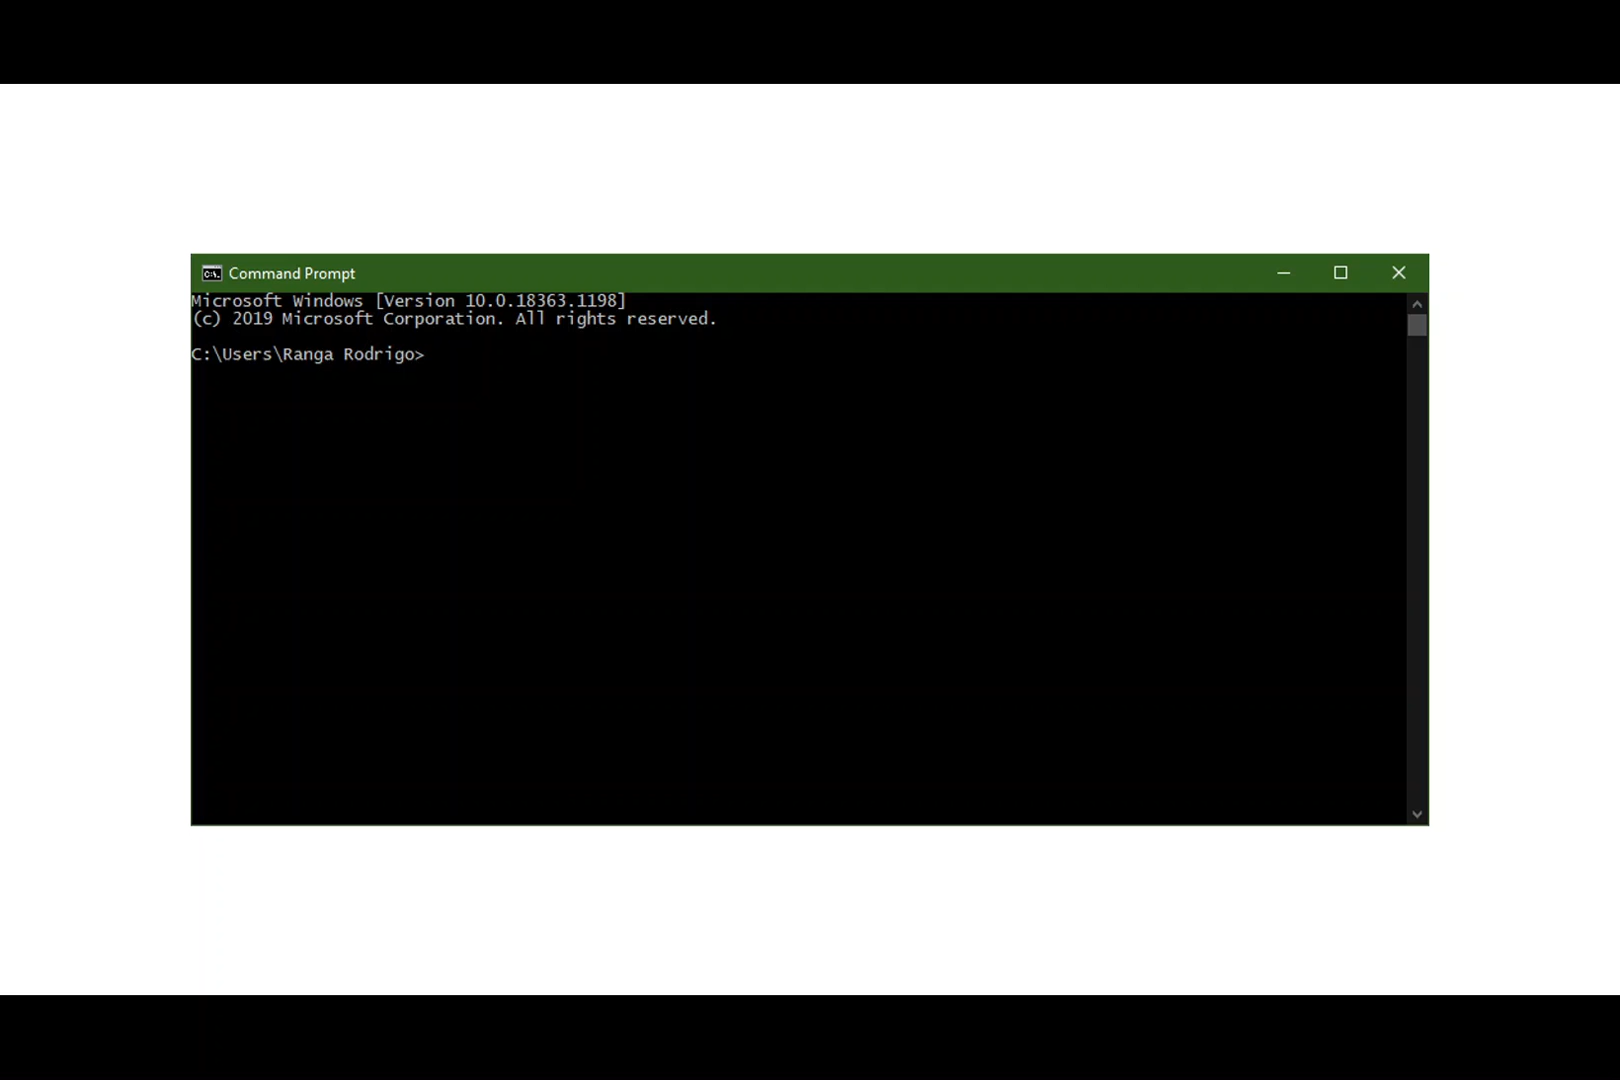 Command Prompt
Microsoft Windows [Version 10.0.18363.1198]
(c) 2019 Microsoft Corporation. All rights reserved.
C:\Users\Ranga Rodrigo>